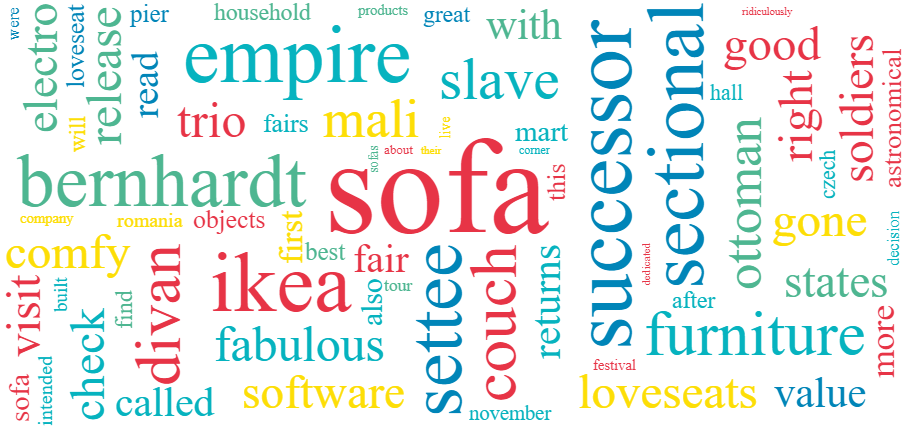 were
electro
loveseat
release
pier
household
products
great
with
ridiculously
read
empire
slave
successor
sectional
good
hall
right
soldiers
astronomical
will
trio
fairs
mali
live
mart
corner
bernhardt
sofas
about
their
sofa
this
ottoman
czech
company
romania
objects
first
comfy
best
fair
gone
decision
visit
built
find
divan
ikea
also
tour
settee
couch
returns
dedicated
after
states
sofa
intended
check
called
fabulous
software
november
festival
furniture
more
loveseats
value